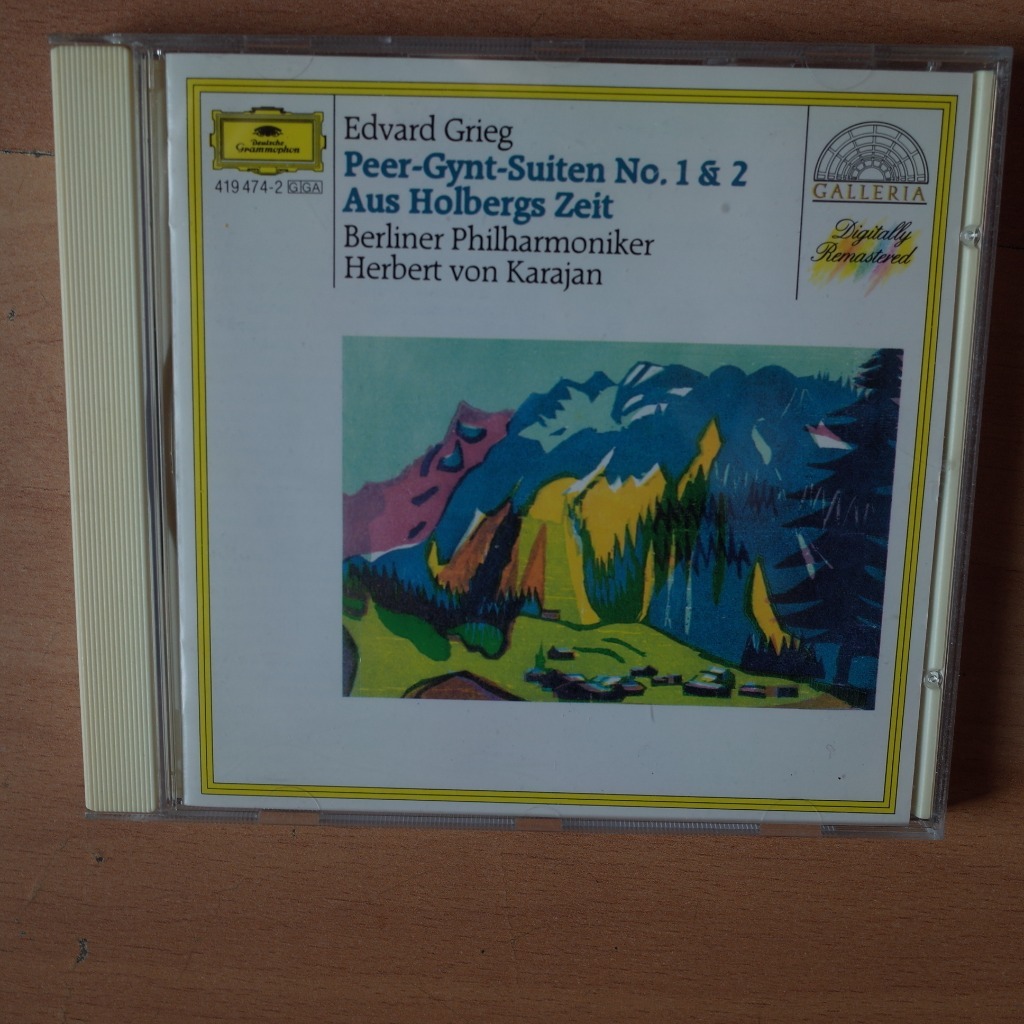 Deutsche
Grammophon
419 474-2 GGA
Edvard Grieg
Peer-Gynt-Suiten No. 1 & 2
Aus Holbergs Zeit
Berliner Philharmoniker
Herbert von Karajan
GALLERIA
Digitally
Remastered